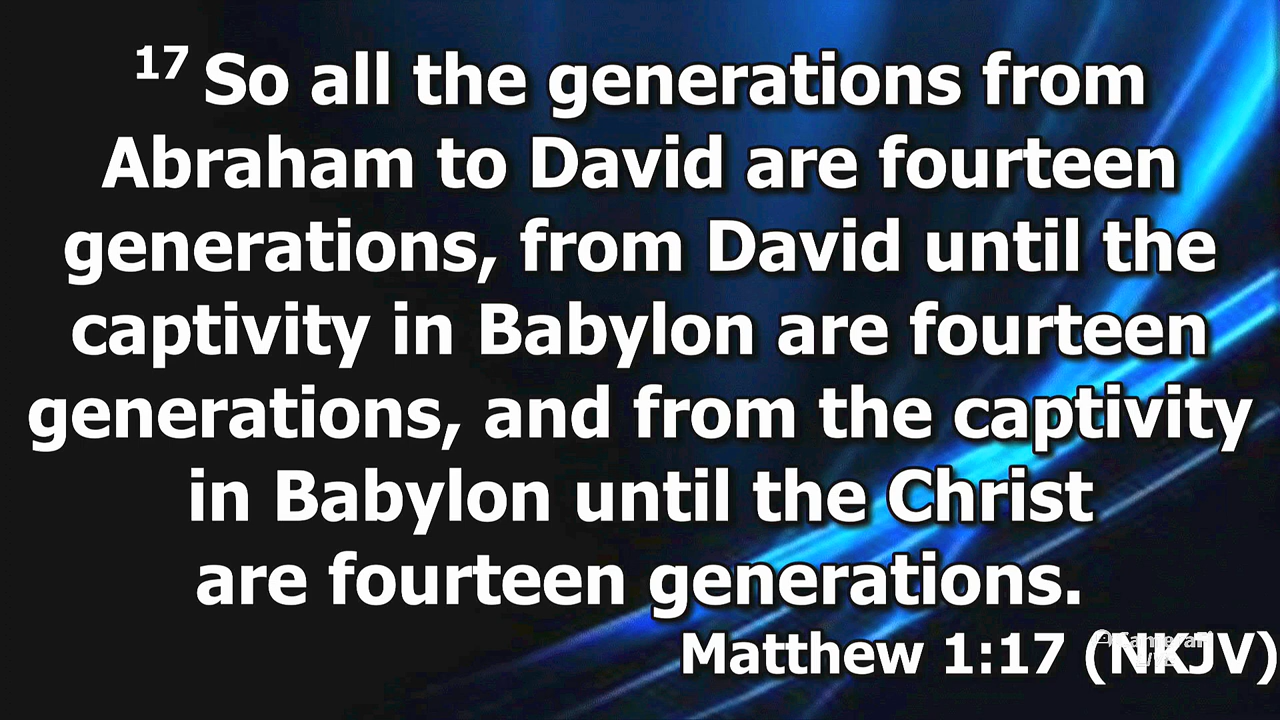 17 So all the generations from
Abraham to David are fourteen
generations, from David until the
captivity in Babylon are fourteen
generations, and from the captivity
in Babylon until the Christ
are fourteen generations.
Matthew 1:17 (NKJV)